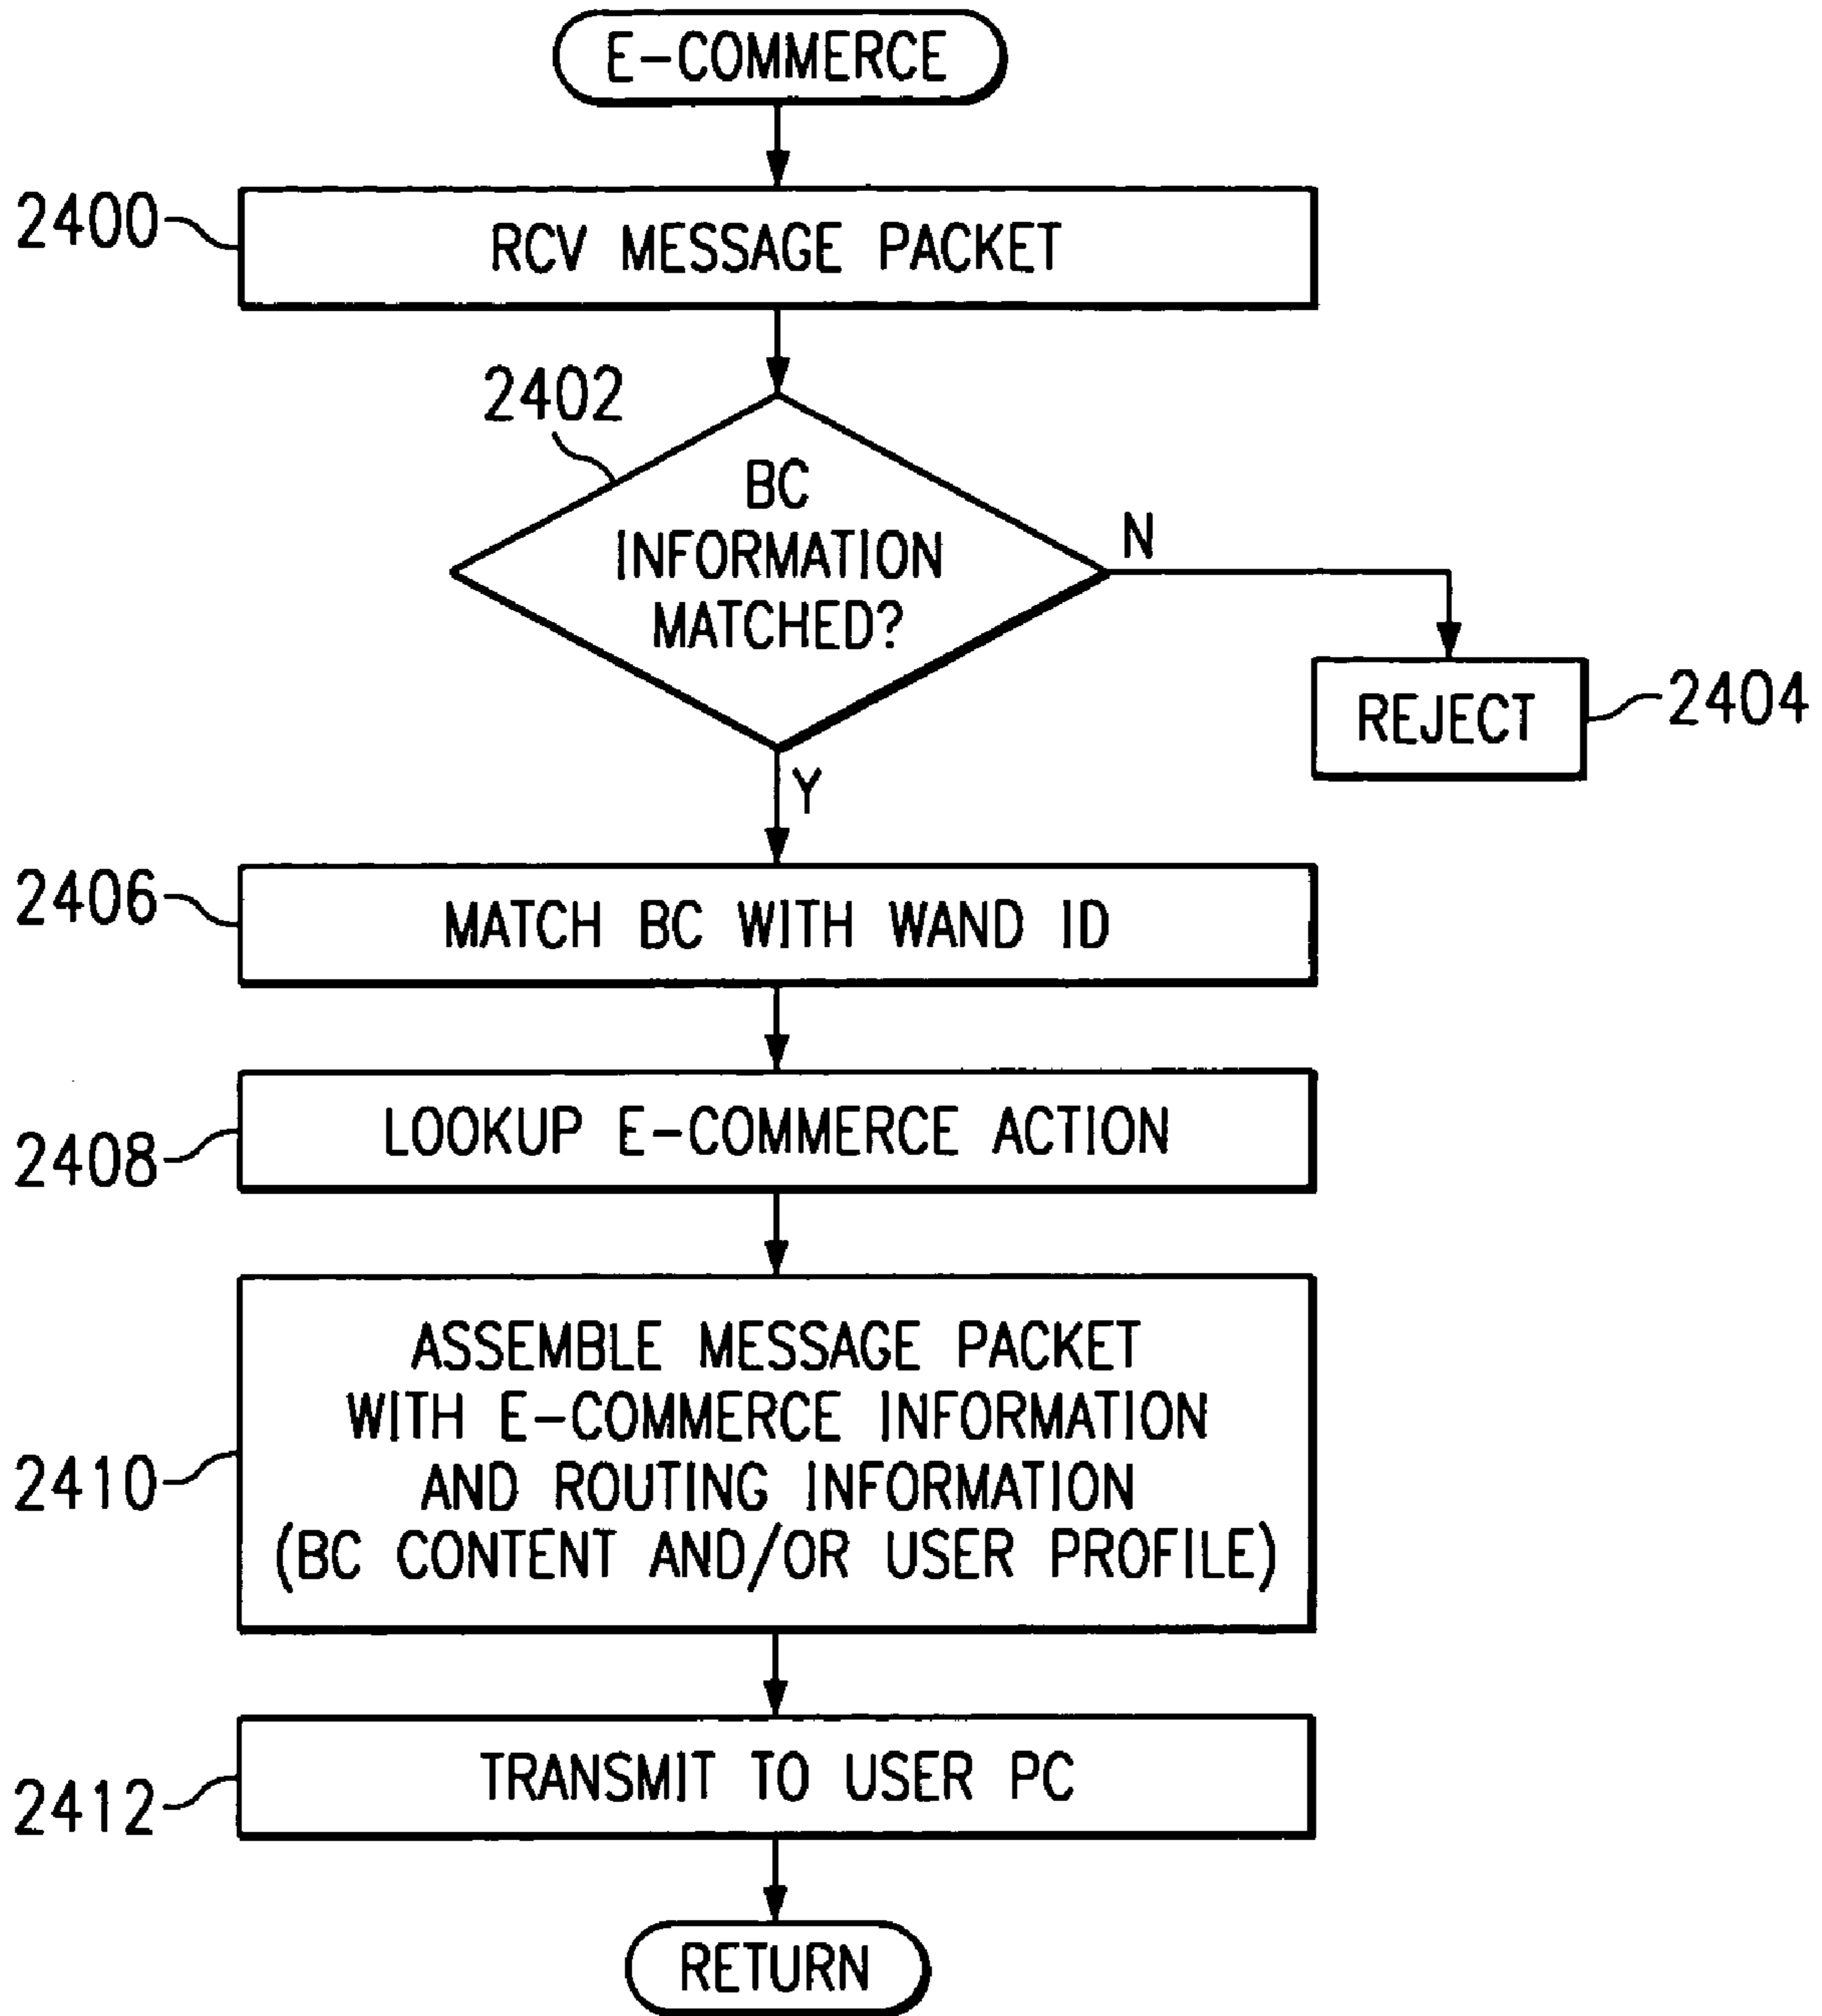 E-COMMERCE
2400
RCV MESSAGE PACKET
2402
BC
INFORMATION
MATCHED?
N
REJECT
2404
Y
2406
MATCH BC WITH WAND ID
2408
LOOKUP E-COMMERCE ACTION
2410
ASSEMBLE MESSAGE PACKET
WITH E-COMMERCE INFORMATION
AND ROUTING INFORMATION
(BC CONTENT AND/OR USER PROFILE)
2412
TRANSMIT TO USER PC
RETURN